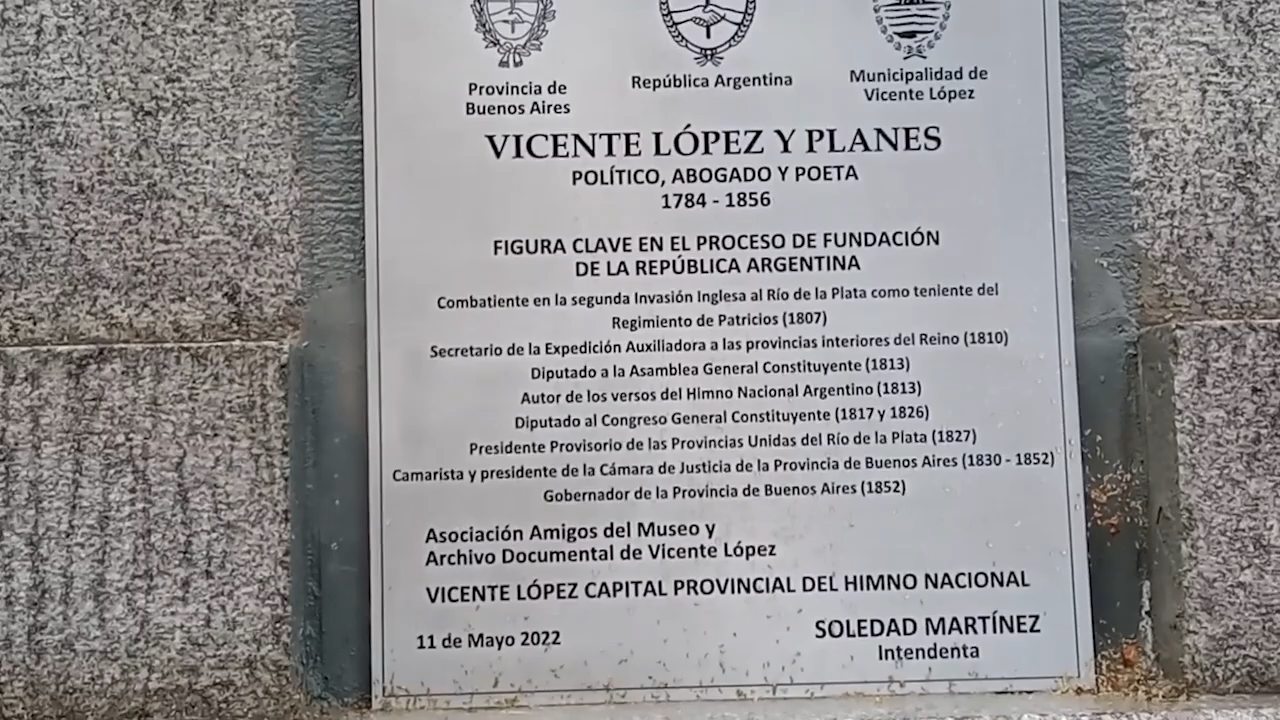 Provincia de
Buenos Aires
República Argentina
Municipalidad de
Vicente López
VICENTE LÓPEZ Y PLANES
POLÍTICO, ABOGADO Y POETA
1784 - 1856
FIGURA CLAVE EN EL PROCESO DE FUNDACIÓN
DE LA REPÚBLICA ARGENTINA
Combatiente en la segunda Invasión Inglesa al Río de la Plata como teniente del
Regimiento de Patricios (1807)
Secretario de la Expedición Auxiliadora a las provincias interiores del Reino (1810)
Diputado a la Asamblea General Constituyente (1813)
Autor de los versos del Himno Nacional Argentino (1813)
Diputado al Congreso General Constituyente (1817 y 1826)
Presidente Provisorio de las Provincias Unidas del Río de la Plata (1827)
Camarista y presidente de la Cámara de Justicia de la Provincia de Buenos Aires (1830 - 1852)
Gobernador de la Provincia de Buenos Aires (1852)
Asociación Amigos del Museo y
Archivo Documental de Vicente López
VICENTE LÓPEZ CAPITAL PROVINCIAL DEL HIMNO NACIONAL
11 de Mayo 2022
SOLEDAD MARTÍNEZ
Intendenta